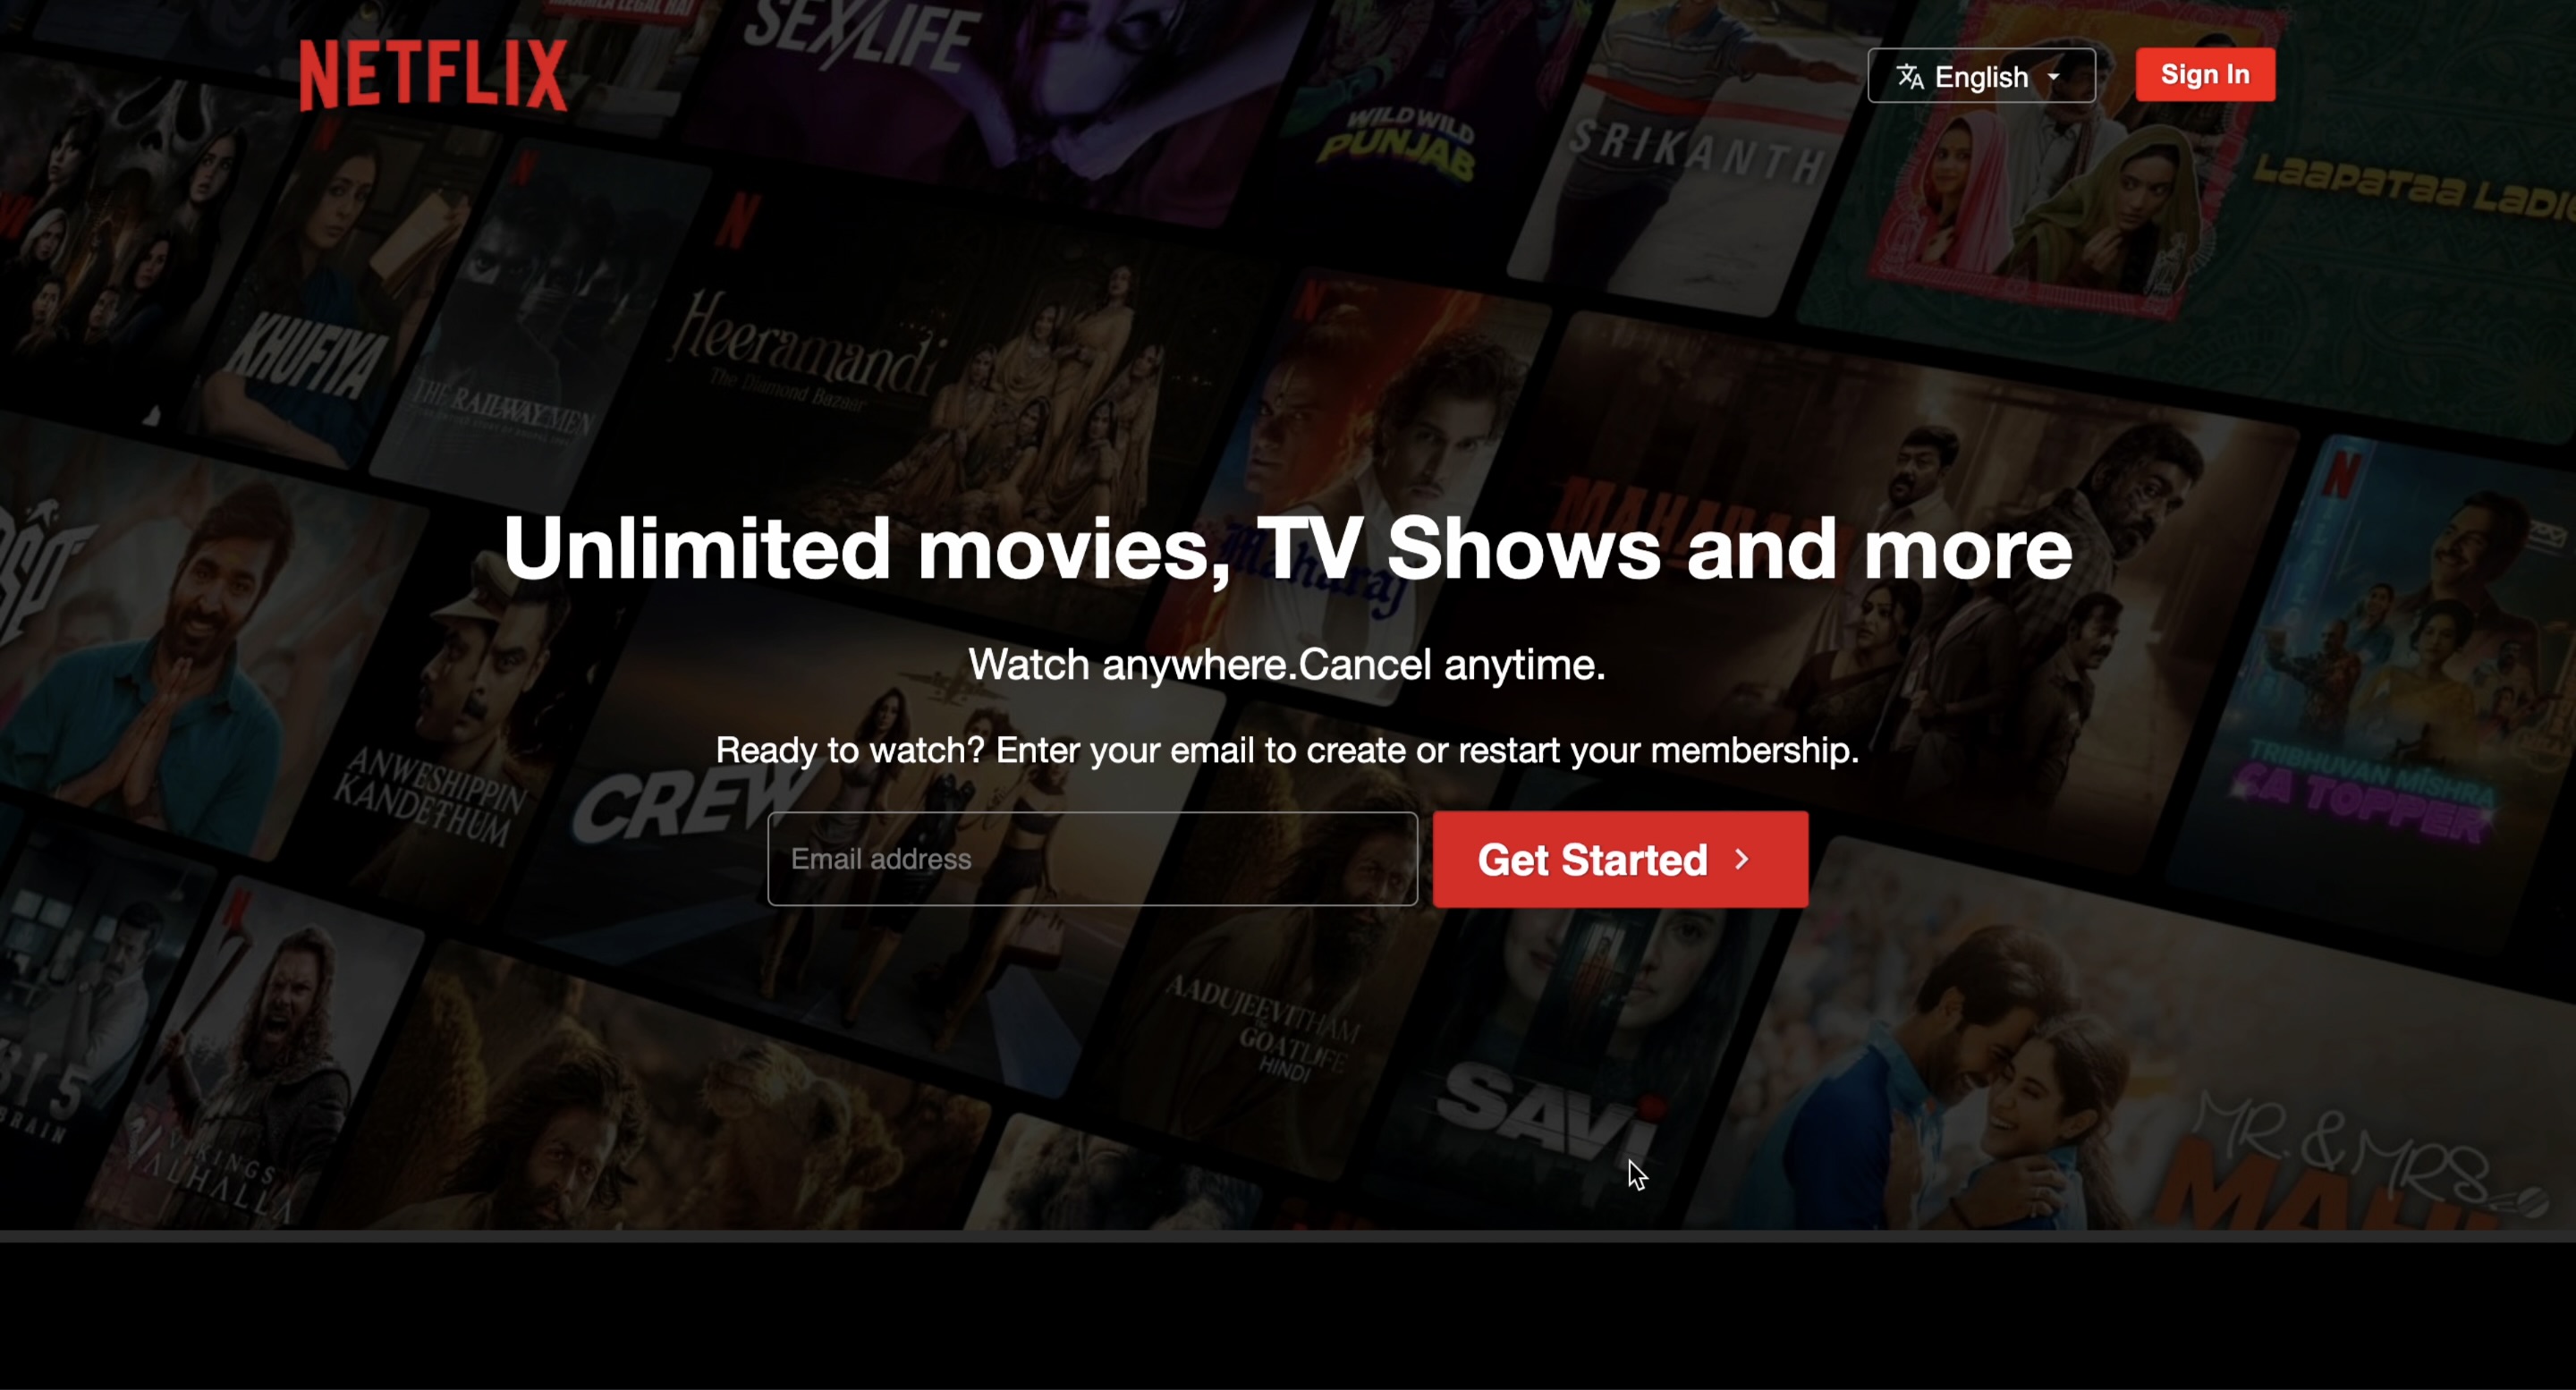 SEX/LIFE
NETFLIX
English
Sign In
WILD WILD
PUNJAB
SRIKANTH
LAAPATAA LADI
KHUFIYA
THE RAILWAY MEN
Heeramandi
The Diamond Bazaar
MAHARA
Unlimited movies, TV Shows and more
Maharaj
Watch anywhere.Cancel anytime.
Ready to watch? Enter your email to create or restart your membership.
ANWESHIPPIN
KANDETHUM
CREW
TRIBHUVAN MISHRA
CA TOPPER
Email address
Get Started
AADUJEEVITHAM
GOATLIFE
HINDI
315
BRAIN
VIKINGS
VALHALLA
SAVI
MR. & MRS.
MAHI